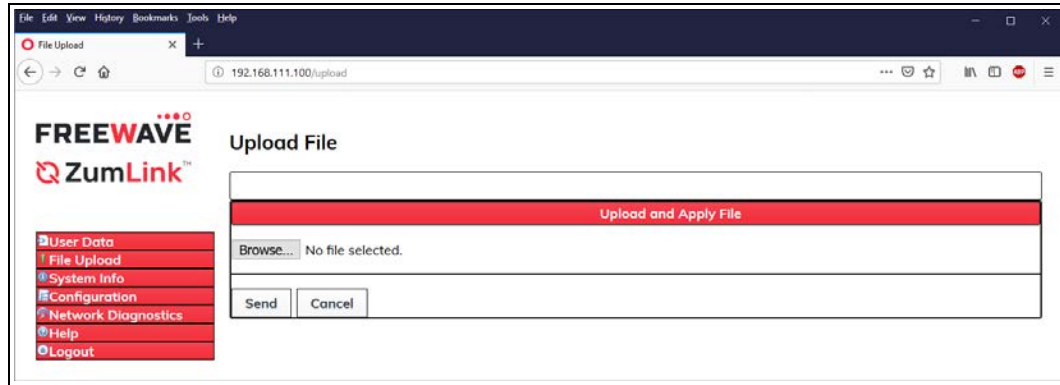 File Edit View History Bookmarks Tools Help
File Upload
192.168.111.100/upload
FREEWAVE
ZumLink™
Upload File
Upload and Apply File
Browse... No file selected.
Send Cancel
User Data
File Upload
System Info
Configuration
Network Diagnostics
Help
Logout